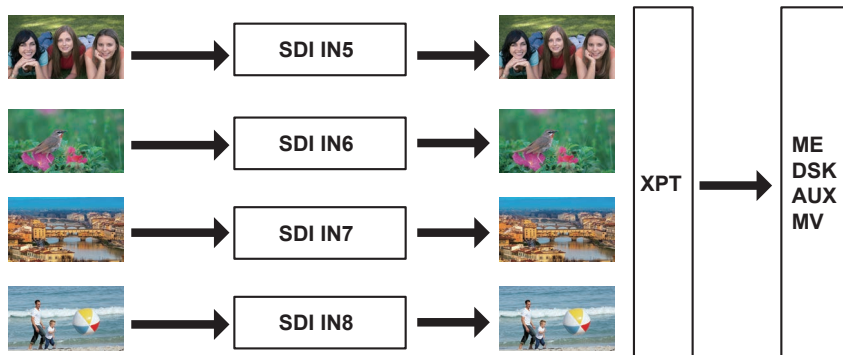 SDI IN5
SDI IN6
SDI IN7
SDI IN8
XPT
ME
DSK
AUX
MV